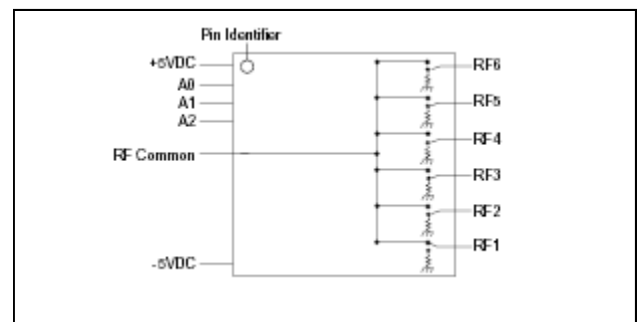 Pin Identifier
+5VDC
A0
A1
A2
RF Common
-5VDC
RF6
RF5
RF4
RF3
RF2
RF1